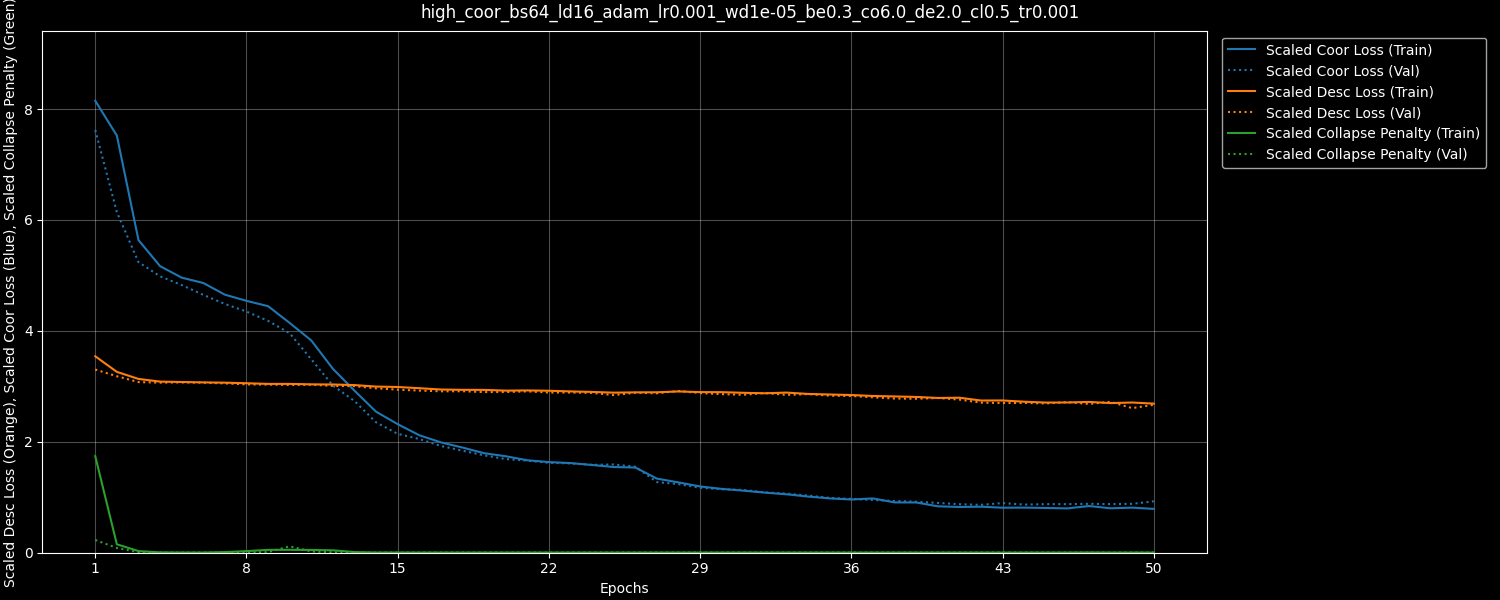 high_coor_bs64_ld16_adam_lr0.001_wd1e-05_be0.3_co6.0_de2.0_cl0.5_tr0.001
Scaled Desc Loss (Orange), Scaled Coor Loss (Blue), Scaled Collapse Penalty (Green)
8
6
4
2
0
1 8 15 22 29 36 43 50
Epochs
Scaled Coor Loss (Train)
Scaled Coor Loss (Val)
Scaled Desc Loss (Train)
Scaled Desc Loss (Val)
Scaled Collapse Penalty (Train)
Scaled Collapse Penalty (Val)